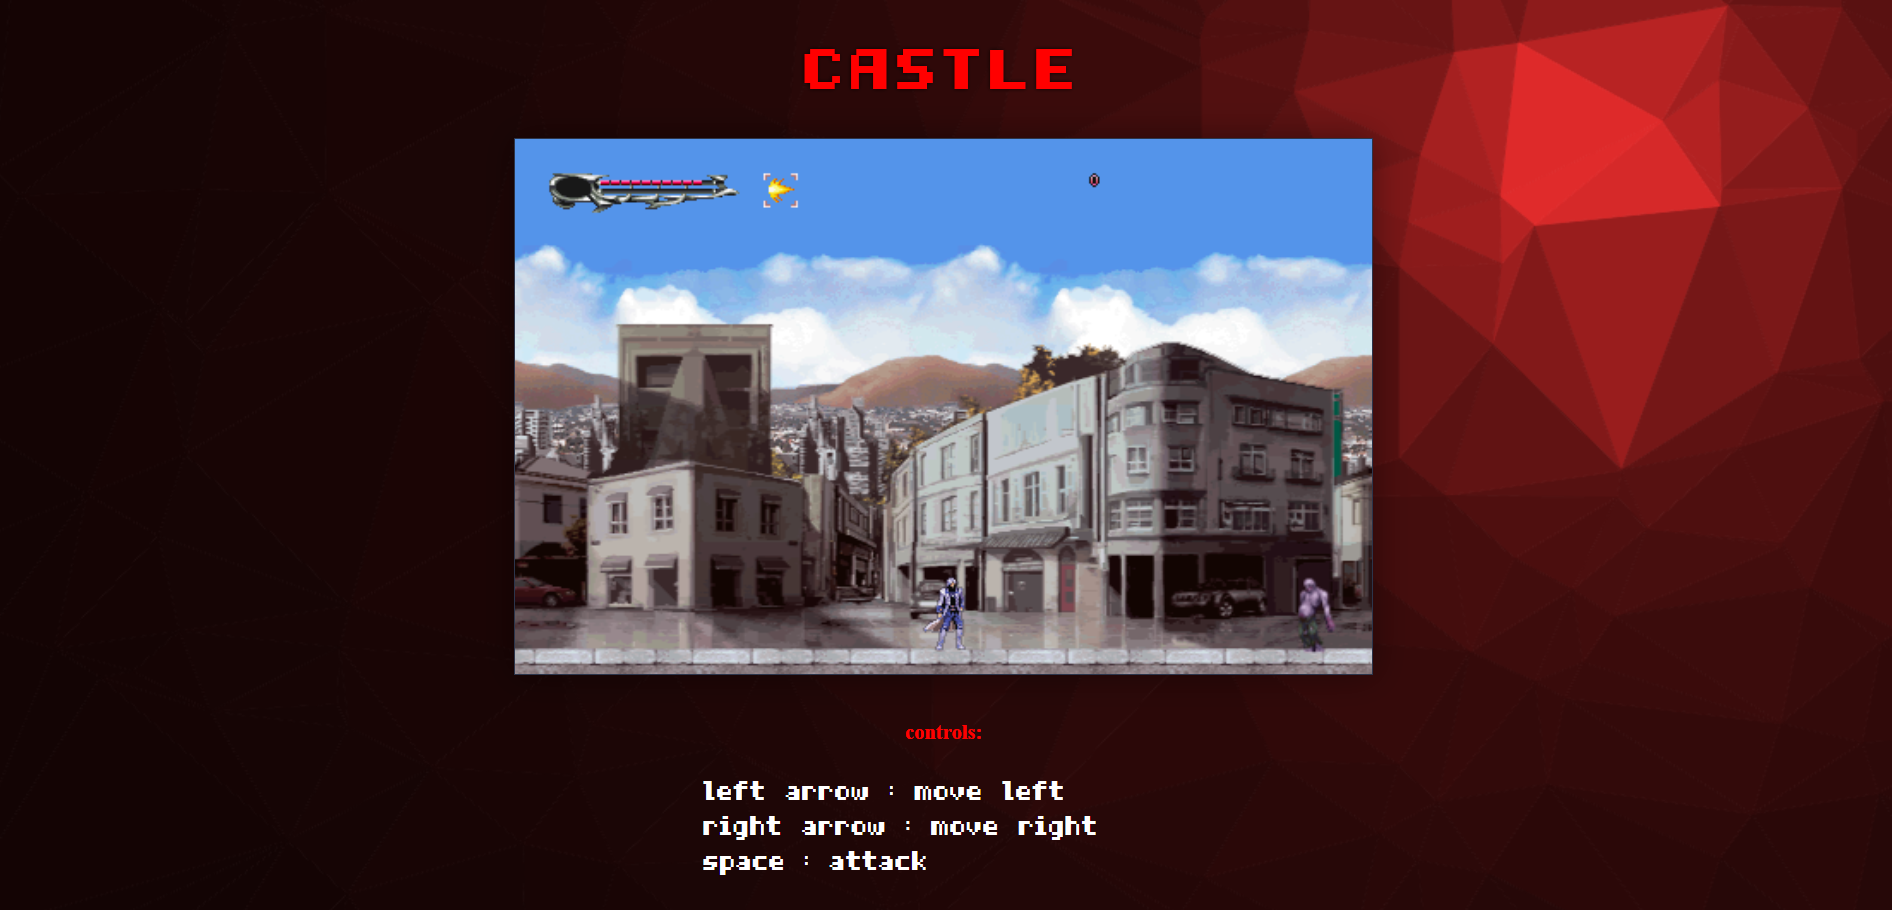 CASTLE
0
controls:
left arrow : move left
right arrow : move right
space : attack